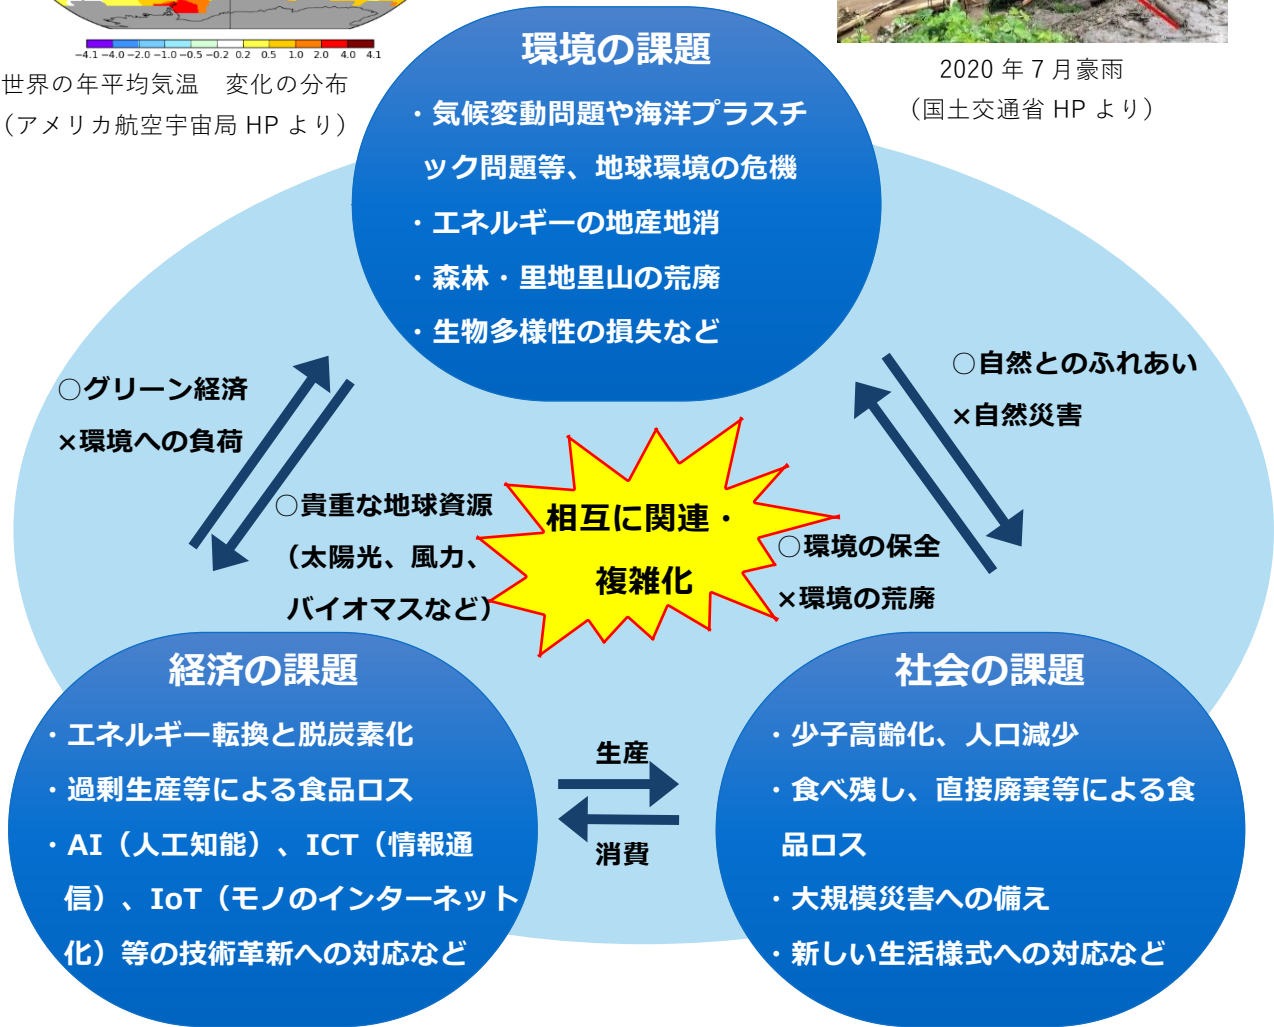 −4.1 −4.0 −2.0 −1.0 −0.5 −0.2 0.2 0.5 1.0 2.0 4.0 4.1
世界の年平均気温　変化の分布
（アメリカ航空宇宙局 HP より）
2020 年 7 月豪雨
（国土交通省 HP より）
環境の課題
・気候変動問題や海洋プラスチ
ック問題等、地球環境の危機
・エネルギーの地産地消
・森林・里地里山の荒廃
・生物多様性の損失など
○グリーン経済
×環境への負荷
○自然とのふれあい
×自然災害
○貴重な地球資源
（太陽光、風力、
バイオマスなど）
相互に関連・
複雑化
○環境の保全
×環境の荒廃
経済の課題
・エネルギー転換と脱炭素化
・過剰生産等による食品ロス
・AI（人工知能）、ICT（情報通
信）、IoT（モノのインターネット
化）等の技術革新への対応など
生産
消費
社会の課題
・少子高齢化、人口減少
・食べ残し、直接廃棄等による食
品ロス
・大規模災害への備え
・新しい生活様式への対応など